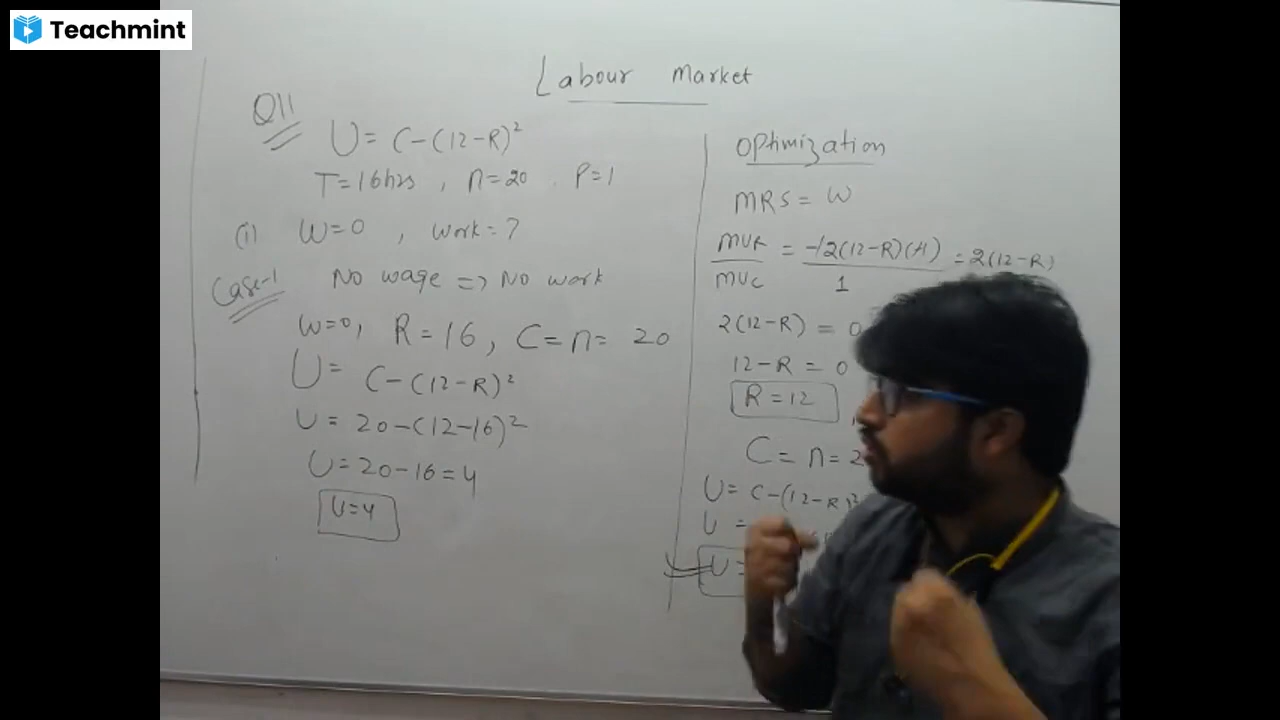 Teachmint
Labour Market
Q11
U = C-(12-R)²
T=16hrs , n=20 , P=1
(i) W=0 , work=?
Case-1 No wage => No work
W=0, R=16, C=n= 20
U= C-(12-R)²
U = 20-(12-16)²
U=20-16=4
U=4
Optimization
MRS = W
MUR/MUC = -2(12-R)(-1)/1 = 2(12-R)
2(12-R) = 0
12-R = 0
R=12
C= n=2
U= C-(12-R)²
U =
U=